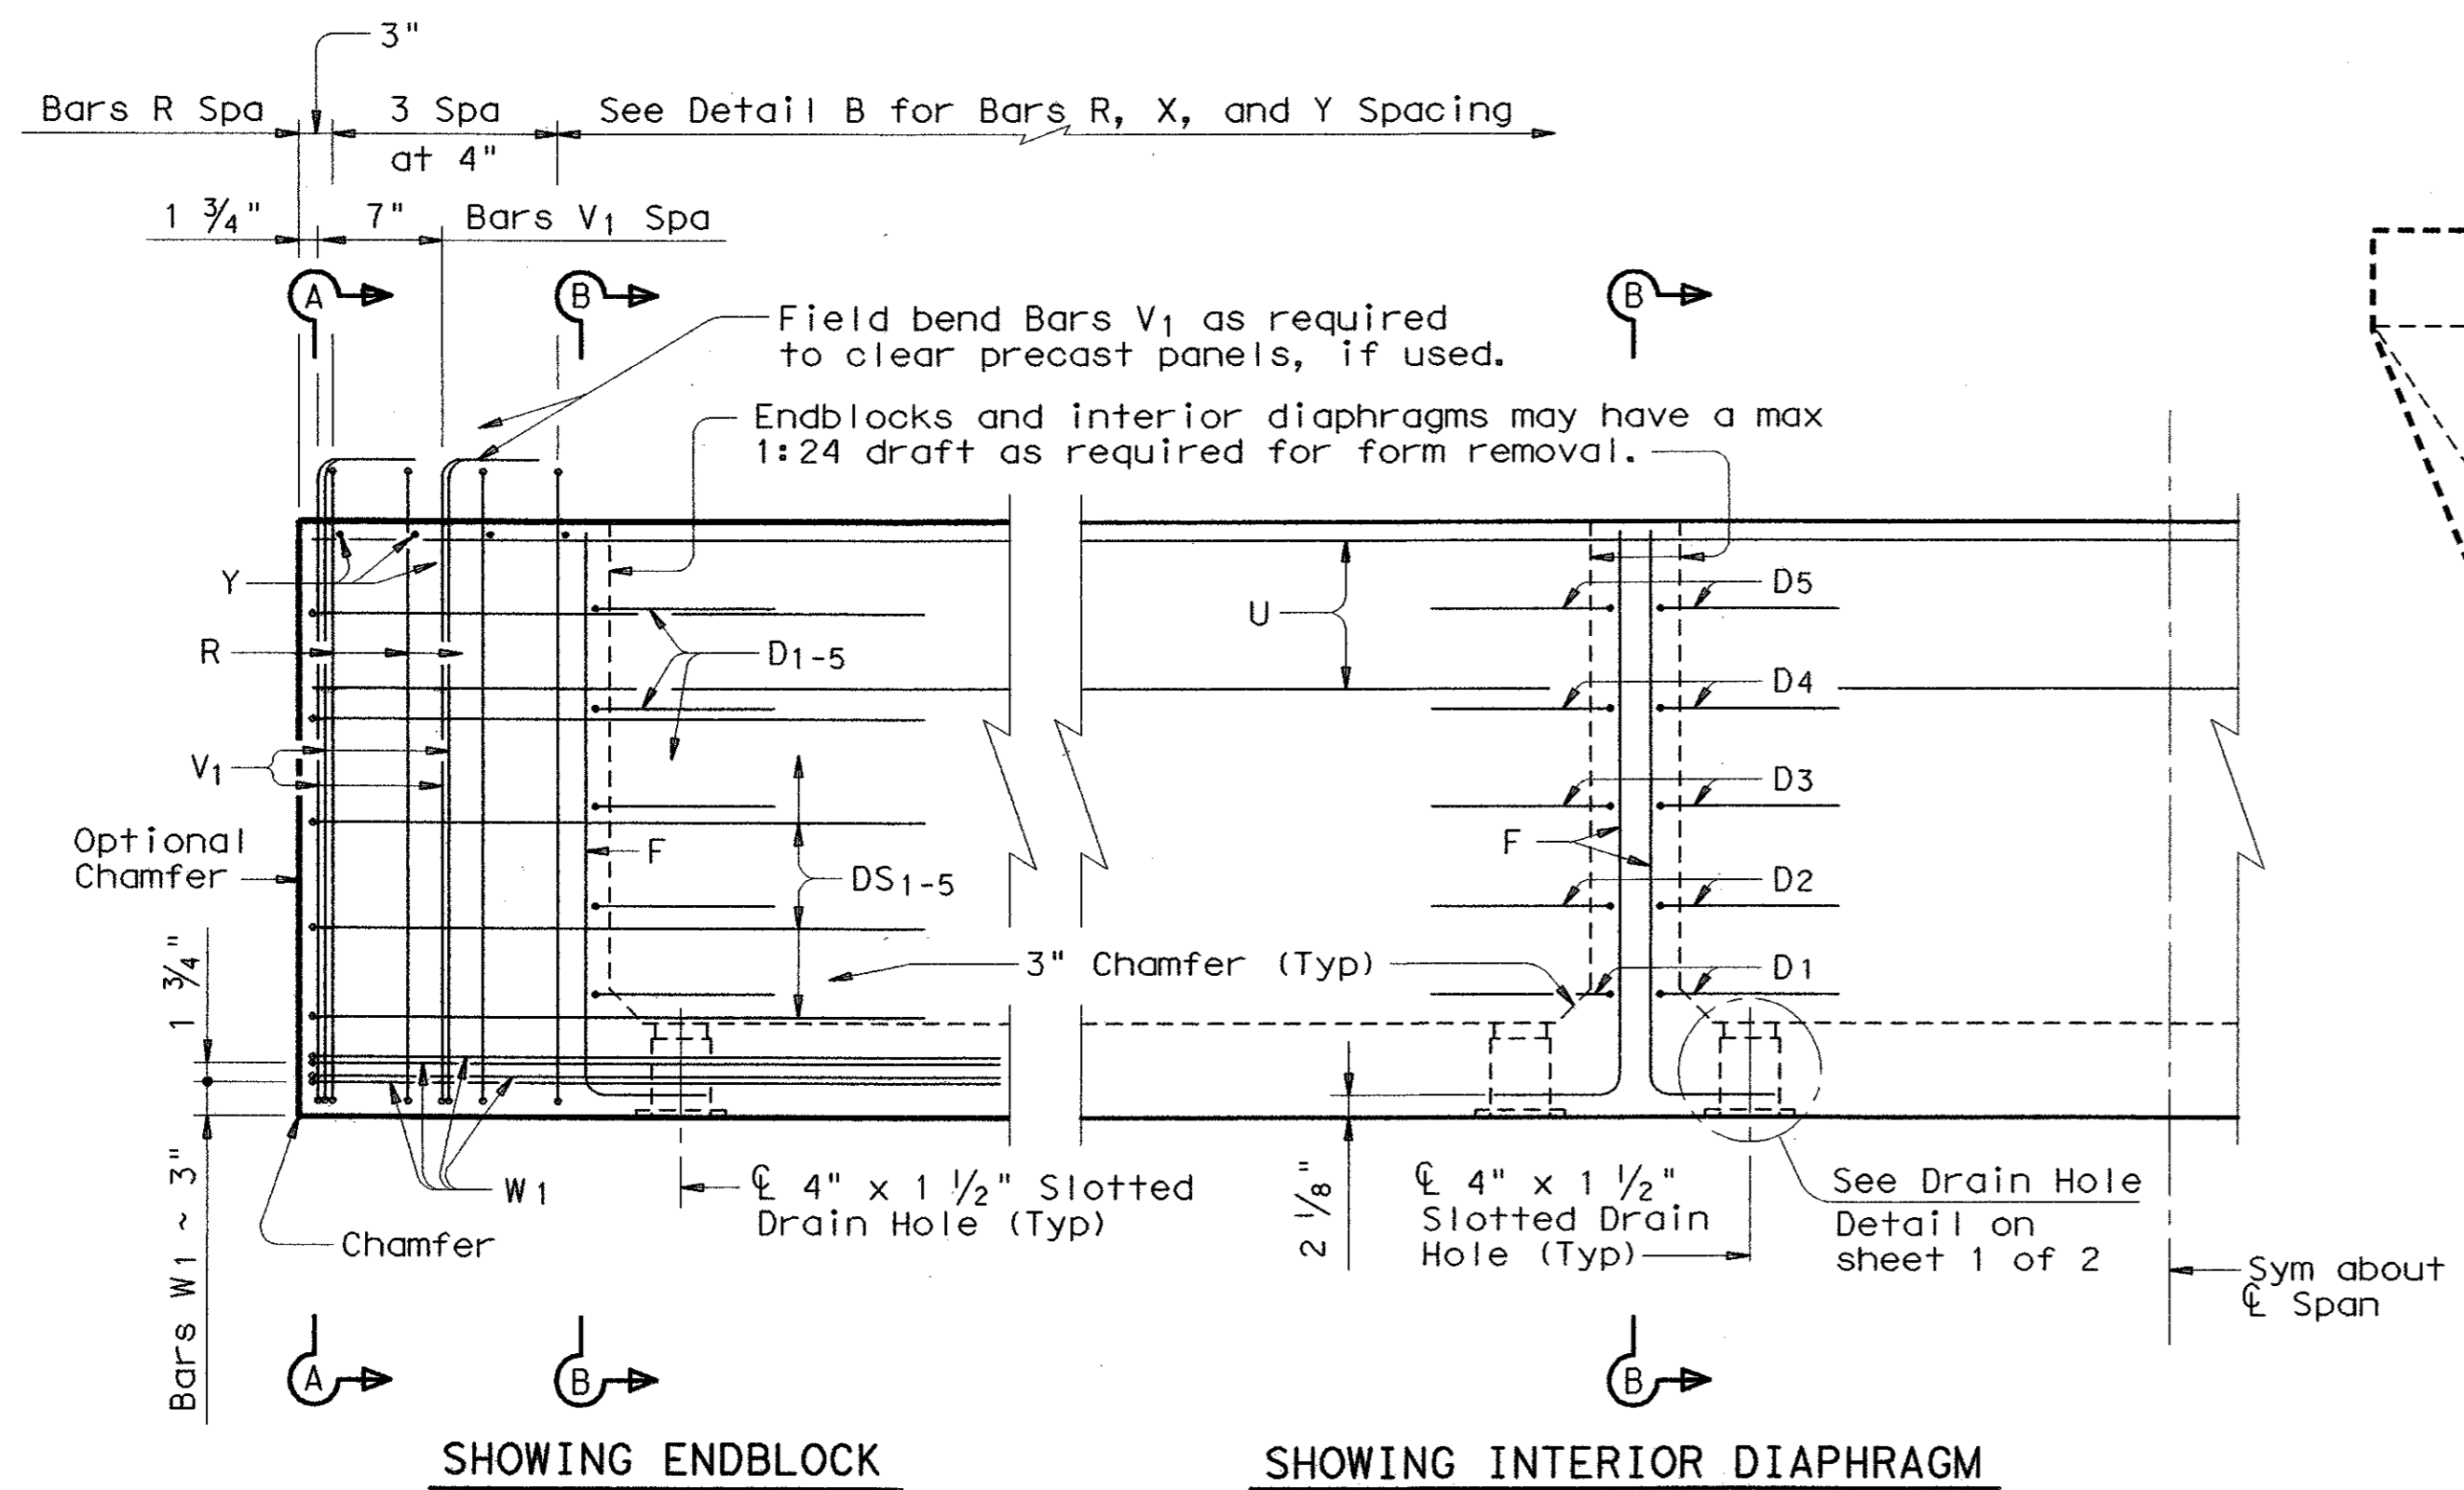 3"
Bars R Spa
3 Spa
at 4"
See Detail B for Bars R, X, and Y Spacing
1 3/4"
7"
Bars V1 Spa
A
B
B
Field bend Bars V1 as required
to clear precast panels, if used.
Endblocks and interior diaphragms may have a max
1:24 draft as required for form removal.
Y
R
V1
Optional
Chamfer
D1-5
F
DS1-5
U
D5
D4
D3
F
D2
D1
3" Chamfer (Typ)
1 3/4"
Bars W1 ~ 3"
W1
Chamfer
℄ 4" x 1 1/2" Slotted
Drain Hole (Typ)
2 1/8"
℄ 4" x 1 1/2"
Slotted Drain
Hole (Typ)
See Drain Hole
Detail on
sheet 1 of 2
Sym about
℄ Span
A
B
B
SHOWING ENDBLOCK
SHOWING INTERIOR DIAPHRAGM